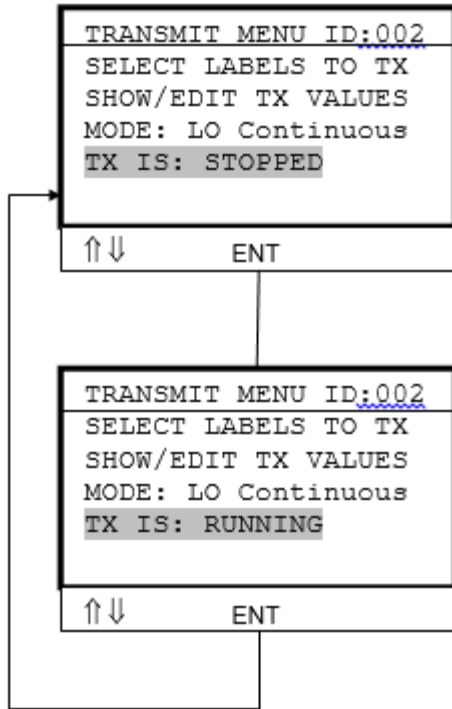 TRANSMIT MENU ID:002
SELECT LABELS TO TX
SHOW/EDIT TX VALUES
MODE: LO Continuous
TX IS: STOPPED
⇑⇓ ENT
TRANSMIT MENU ID:002
SELECT LABELS TO TX
SHOW/EDIT TX VALUES
MODE: LO Continuous
TX IS: RUNNING
⇑⇓ ENT